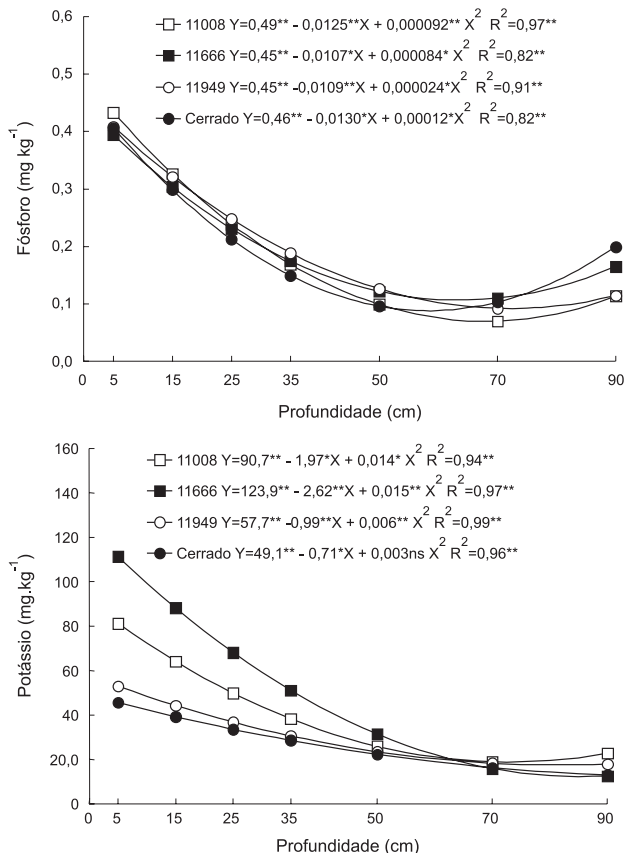 11008 Y=0,49** - 0,0125**X + 0,000092** X² R²=0,97**
11666 Y=0,45** - 0,0107*X + 0,000084* X² R²=0,82**
11949 Y=0,45** -0,0109**X + 0,000024*X² R²=0,91**
Cerrado Y=0,46** - 0,0130*X + 0,00012*X² R²=0,82**
0,6
0,5
0,4
0,3
0,2
0,1
0,0
Fósforo (mg kg⁻¹)
0 5 15 25 35 50 70 90
Profundidade (cm)
11008 Y=90,7** - 1,97*X + 0,014* X² R²=0,94**
11666 Y=123,9** - 2,62**X + 0,015** X² R²=0,97**
11949 Y=57,7** -0,99**X + 0,006** X² R²=0,99**
Cerrado Y=49,1** - 0,71*X + 0,003ns X² R²=0,96**
160
140
120
100
80
60
40
20,0
0
Potássio (mg.kg⁻¹)
0 5 15 25 35 50 70 90
Profundidade (cm)